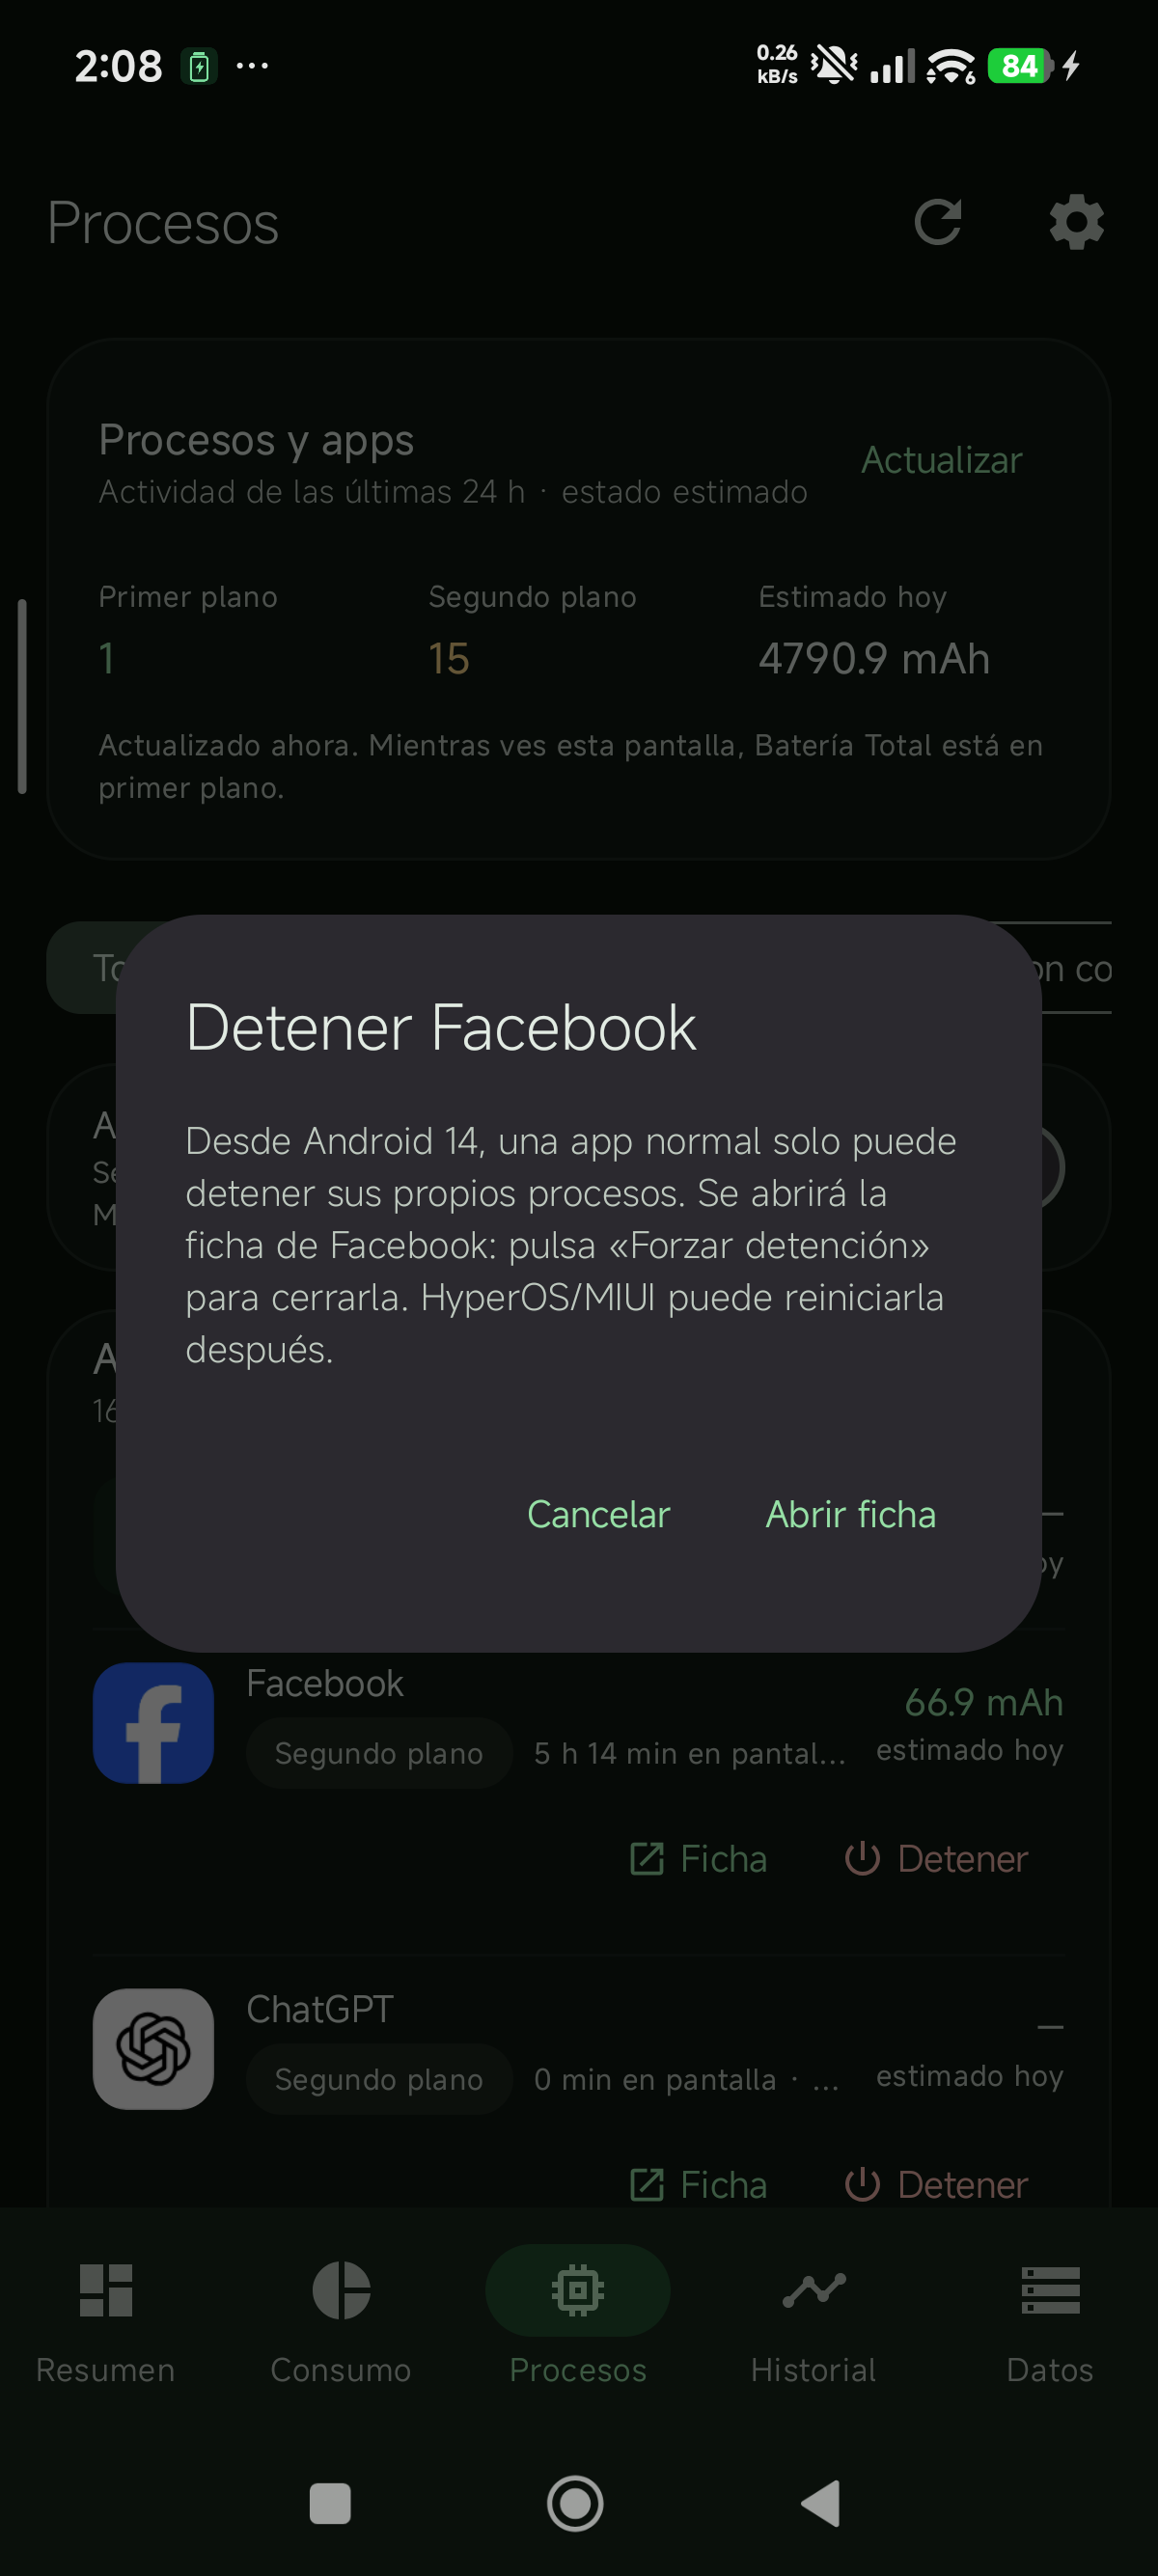 2:08
0.26
kB/s
6
84
Procesos
Procesos y apps
Actualizar
Actividad de las últimas 24 h · estado estimado
Primer plano
Segundo plano
Estimado hoy
1
15
4790.9 mAh
Actualizado ahora. Mientras ves esta pantalla, Batería Total está en
primer plano.
Detener Facebook
Desde Android 14, una app normal solo puede
detener sus propios procesos. Se abrirá la
ficha de Facebook: pulsa «Forzar detención»
para cerrarla. HyperOS/MIUI puede reiniciarla
después.
Cancelar
Abrir ficha
Facebook
66.9 mAh
Segundo plano
5 h 14 min en pantal...
estimado hoy
Ficha
Detener
ChatGPT
—
Segundo plano
0 min en pantalla · ...
estimado hoy
Ficha
Detener
Resumen
Consumo
Procesos
Historial
Datos